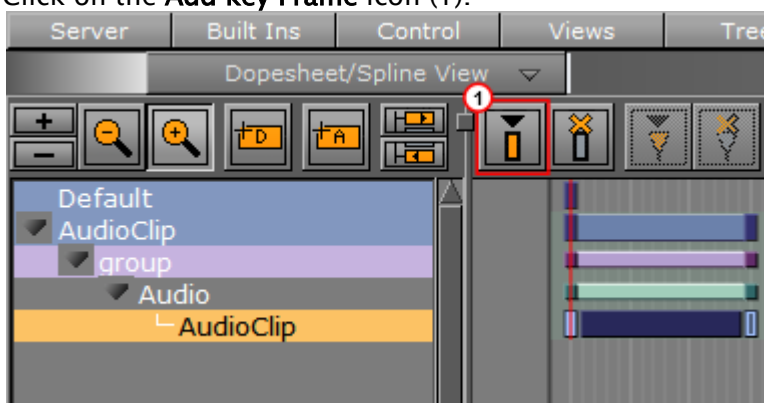 Click on the Add Key Frame icon (1).
Server Built Ins Control Views Tree
Dopesheet/Spline View
1
D A
Default
AudioClip
group
Audio
AudioClip